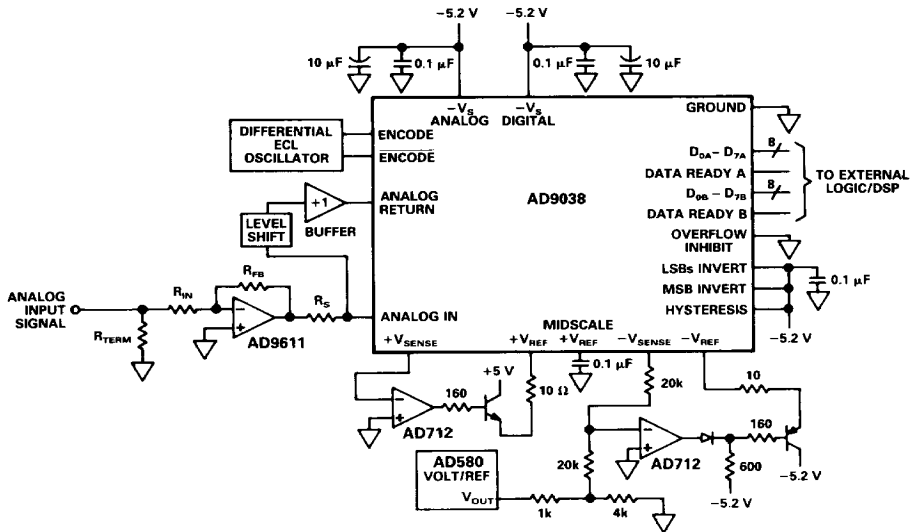 −5.2 V
−5.2 V
10 μF
0.1 μF
0.1 μF
10 μF
−VS
ANALOG
−VS
DIGITAL
GROUND
DIFFERENTIAL
ECL
OSCILLATOR
ENCODE
ENCODE
D0A– D7A
8
DATA READY A
D0B– D7B
8
DATA READY B
TO EXTERNAL
LOGIC/DSP
+1
BUFFER
LEVEL
SHIFT
ANALOG
RETURN
AD9038
OVERFLOW
INHIBIT
LSBs INVERT
MSB INVERT
HYSTERESIS
0.1 μF
−5.2 V
ANALOG
INPUT
SIGNAL
RTERM
RIN
RFB
−
+
AD9611
RS
ANALOG IN
+VSENSE
+VREF
MIDSCALE
+VREF
−VSENSE
−VREF
0.1 μF
+5 V
10 Ω
160
−
+
AD712
20k
10
−
+
AD712
160
600
−5.2 V
−5.2 V
20k
AD580
VOLT/REF
VOUT
1k
4k